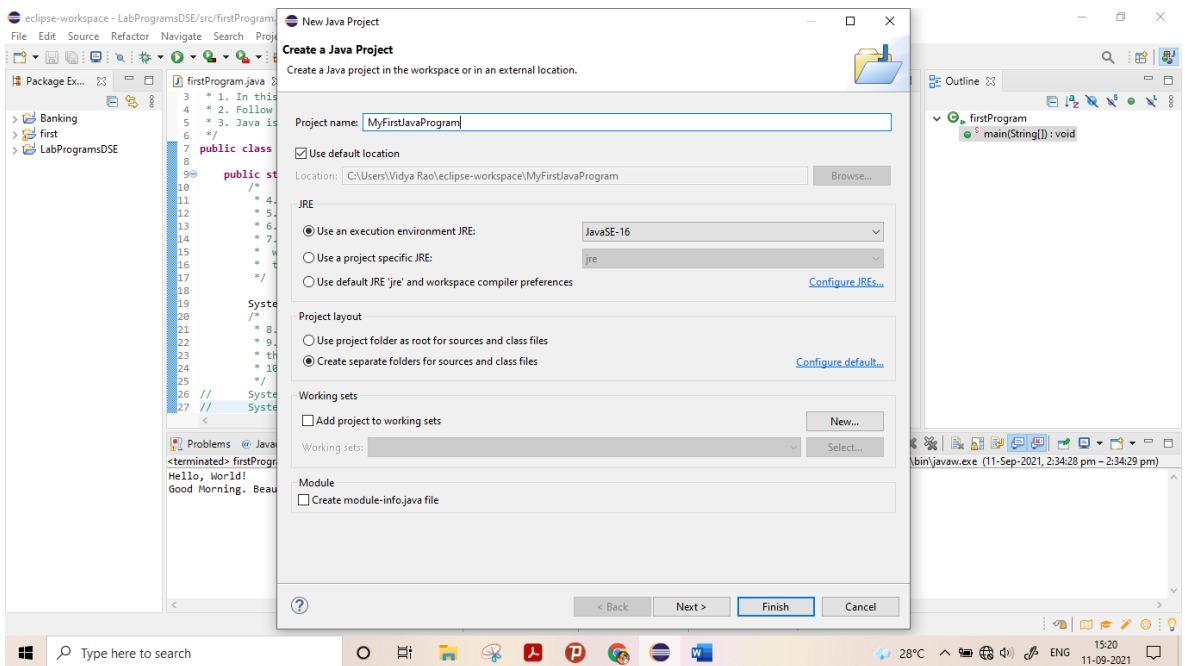 eclipse-workspace - LabProgramsDSE/src/firstProgram.
File Edit Source Refactor Navigate Search Proje
Package Ex...
Banking
first
LabProgramsDSE
firstProgram.java
3 * 1. In this
4 * 2. Follow
5 * 3. Java is
6 */
7 public class
8
9 public st
10 /*
11 * 4.
12 * 5.
13 * 6.
14 * 7.
15 * w
16 * t
17 */
18
19 Syste
20 /*
21 * 8.
22 * 9.
23 * th
24 * 10
25 */
26 // Syste
27 // Syste
Problems @ Java
<terminated> firstProgr
Hello, World!
Good Morning. Beau
New Java Project
Create a Java Project
Create a Java project in the workspace or in an external location.
Project name: MyFirstJavaProgram
Use default location
Location: C:\Users\Vidya Rao\eclipse-workspace\MyFirstJavaProgram Browse...
JRE
Use an execution environment JRE: JavaSE-16
Use a project specific JRE: jre
Use default JRE 'jre' and workspace compiler preferences Configure JREs...
Project layout
Use project folder as root for sources and class files
Create separate folders for sources and class files Configure default...
Working sets
Add project to working sets New...
Working sets: Select...
Module
Create module-info.java file
< Back Next > Finish Cancel
Outline
firstProgram
main(String[]) : void
\bin\javaw.exe (11-Sep-2021, 2:34:28 pm – 2:34:29 pm)
Type here to search
28°C ENG 15:20
11-09-2021